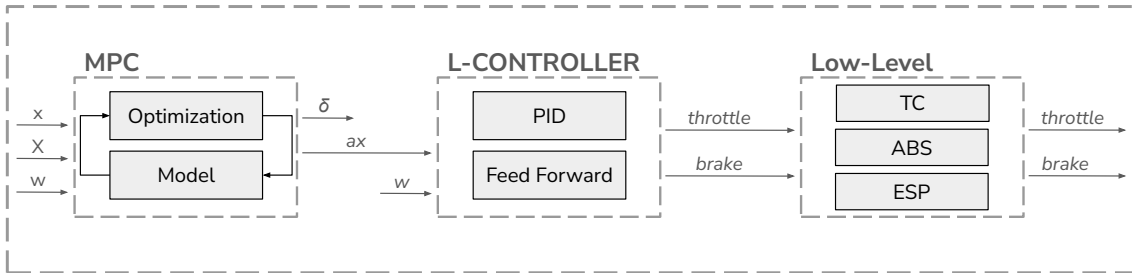 MPC
x
X
w
Optimization
Model
δ
ax
w
L-CONTROLLER
PID
Feed Forward
throttle
brake
Low-Level
TC
ABS
ESP
throttle
brake